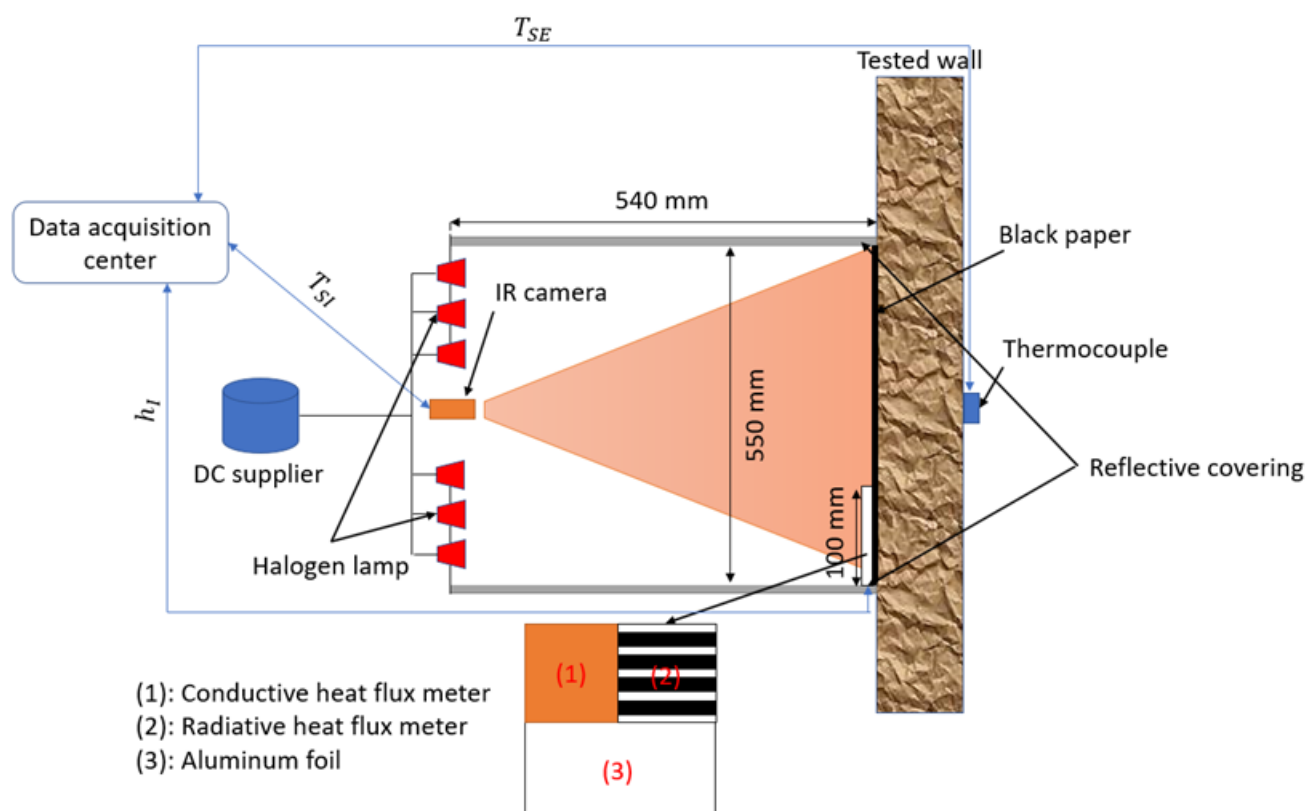 T_SE
Tested wall
540 mm
Data acquisition
center
Black paper
T_SI
IR camera
Thermocouple
h_I
550 mm
DC supplier
Reflective covering
100 mm
Halogen lamp
(1)
(2)
(1): Conductive heat flux meter
(2): Radiative heat flux meter
(3): Aluminum foil
(3)